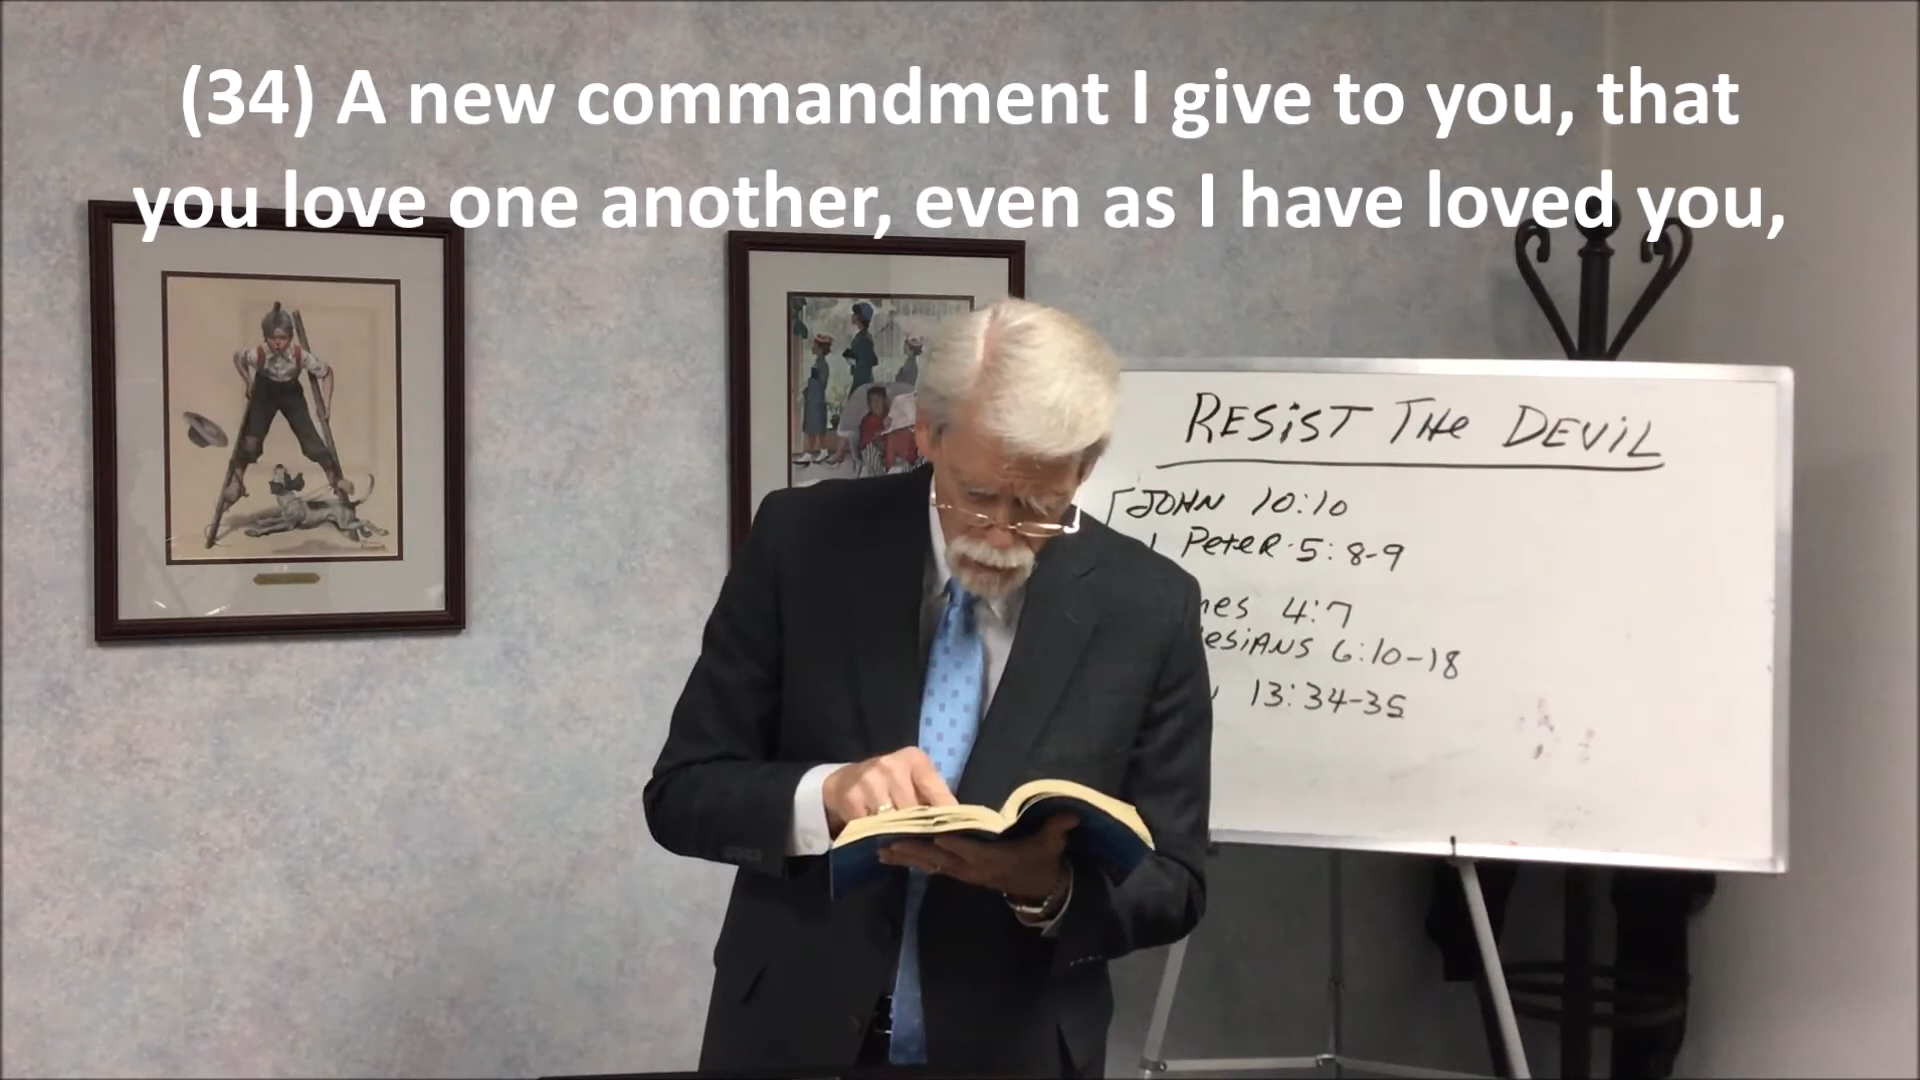 (34) A new commandment I give to you, that
you love one another, even as I have loved you,
RESiST THe DEViL
JOHN 10:10
1 PeteR 5:8-9
4:7
6:10-18
13:34-35